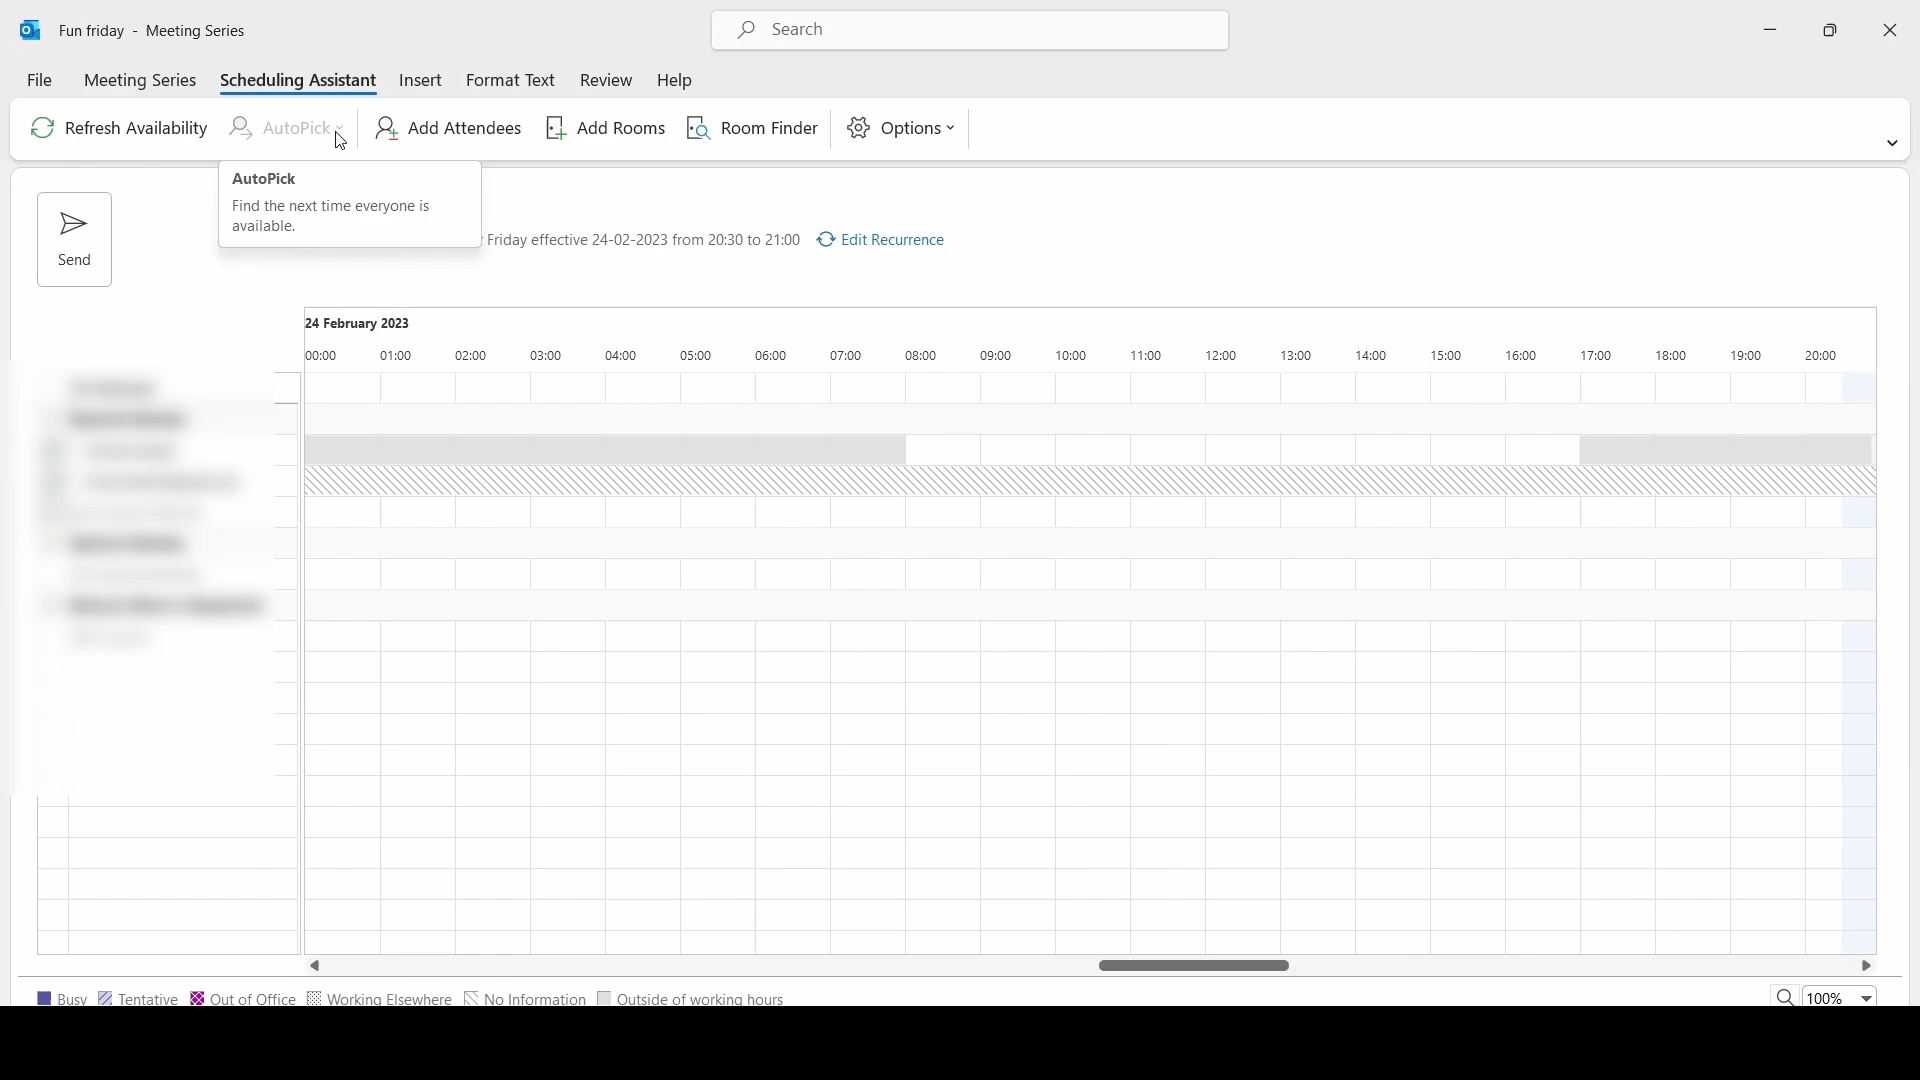 Fun friday - Meeting Series
Search
File Meeting Series Scheduling Assistant Insert Format Text Review Help
Refresh Availability AutoPick Add Attendees Add Rooms Room Finder Options
AutoPick
Find the next time everyone is
available.
Send
Friday effective 24-02-2023 from 20:30 to 21:00 Edit Recurrence
24 February 2023
00:00 01:00 02:00 03:00 04:00 05:00 06:00 07:00 08:00 09:00 10:00 11:00 12:00 13:00 14:00 15:00 16:00 17:00 18:00 19:00 20:00
Busy Tentative Out of Office Working Elsewhere No Information Outside of working hours 100%